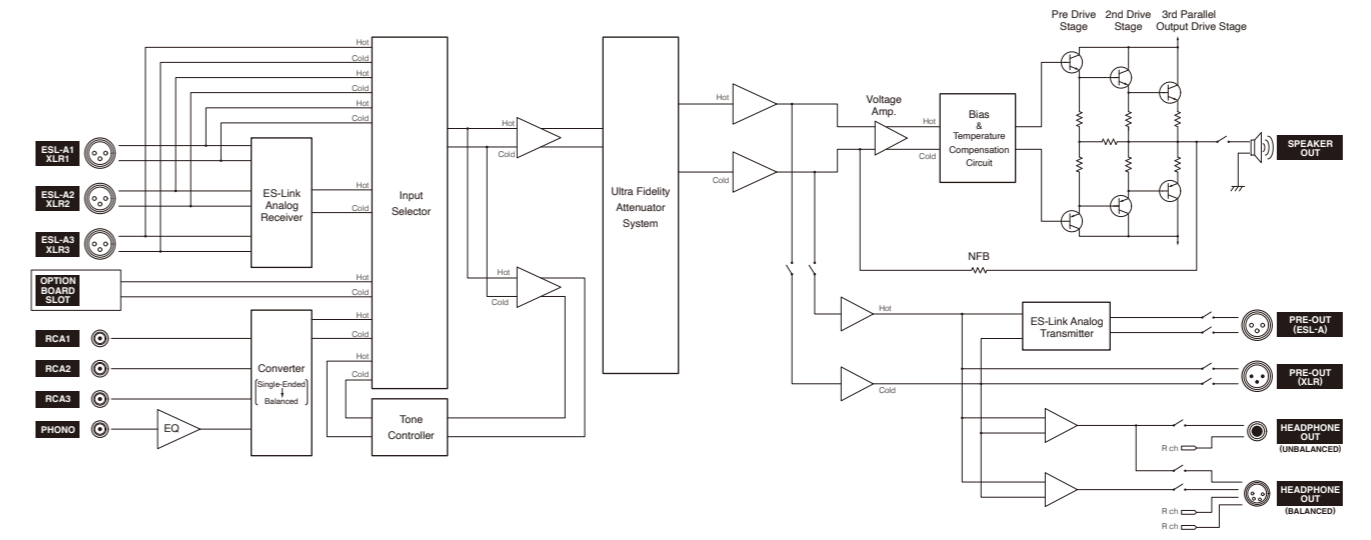 Pre Drive
Stage
2nd Drive
Stage
3rd Parallel
Output Drive Stage
Hot
Cold
Hot
Cold
Hot
Cold
ESL-A1
XLR1
ESL-A2
XLR2
ESL-A3
XLR3
OPTION
BOARD
SLOT
RCA1
RCA2
RCA3
PHONO
EQ
ES-Link
Analog
Receiver
Hot
Cold
Hot
Cold
Converter
Single-Ended
Balanced
Hot
Cold
Hot
Cold
Input
Selector
Tone
Controller
Hot
Cold
Hot
Cold
Ultra Fidelity
Attenuator
System
Hot
Cold
Voltage
Amp.
Hot
Cold
Bias
&
Temperature
Compensation
Circuit
NFB
SPEAKER
OUT
Hot
Cold
ES-Link Analog
Transmitter
PRE-OUT
(ESL-A)
PRE-OUT
(XLR)
R ch
HEADPHONE
OUT
(UNBALANCED)
R ch
R ch
HEADPHONE
OUT
(BALANCED)